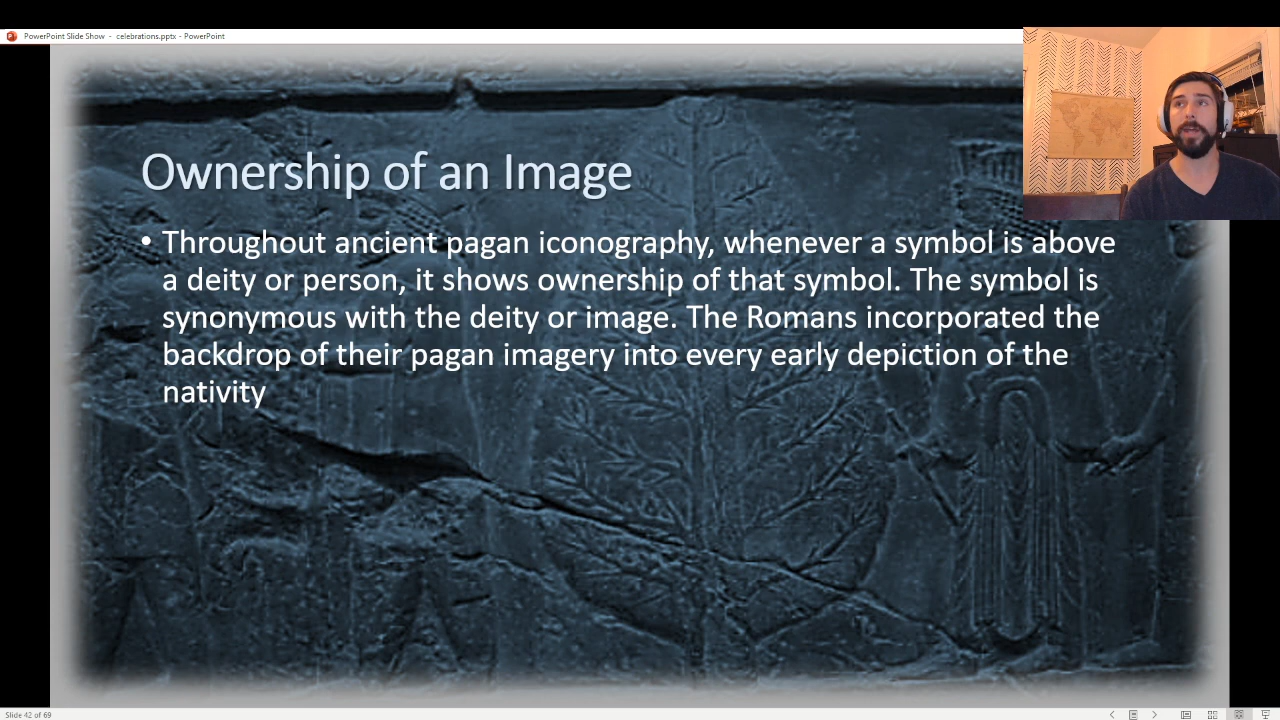 PowerPoint Slide Show - celebrations.pptx - PowerPoint
Ownership of an Image
• Throughout ancient pagan iconography, whenever a symbol is above
a deity or person, it shows ownership of that symbol. The symbol is
synonymous with the deity or image. The Romans incorporated the
backdrop of their pagan imagery into every early depiction of the
nativity
Slide 42 of 69